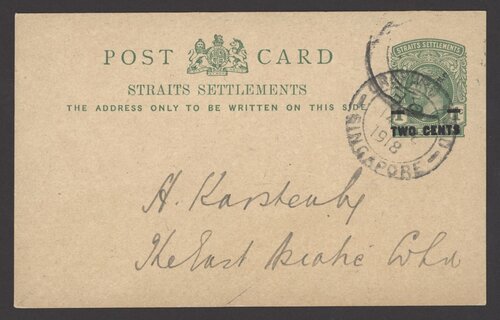 POST CARD
STRAITS SETTLEMENTS
THE ADDRESS ONLY TO BE WRITTEN ON THIS SIDE
STRAITS SETTLEMENTS
TWO CENTS
1918
SINGAPORE
A. Karstenby
The East Asiatic Co Ltd